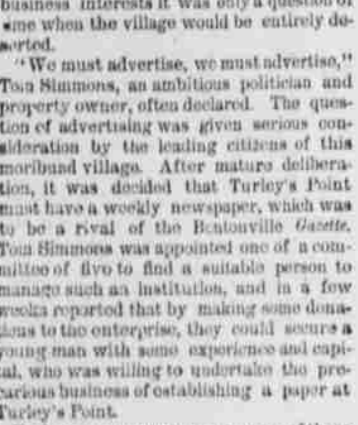 business interests it was only a question of
time when the village would be entirely de-
serted.
"We must advertise, we must advertise,"
Tom Simmons, an ambitious politician and
property owner, often declared. The ques-
tion of advertising was given serious con-
sideration by the leading citizens of this
moribund village. After mature delibera-
tion, it was decided that Turley's Point
must have a weekly newspaper, which was
to be a rival of the Bentonville Gazette.
Tom Simmons was appointed one of a com-
mittee of five to find a suitable person to
manage such an institution, and in a few
weeks reported that by making some dona-
tions to the enterprise, they could secure a
young man with some experience and capi-
tal, who was willing to undertake the pre-
carious business of establishing a paper at
Turley's Point.